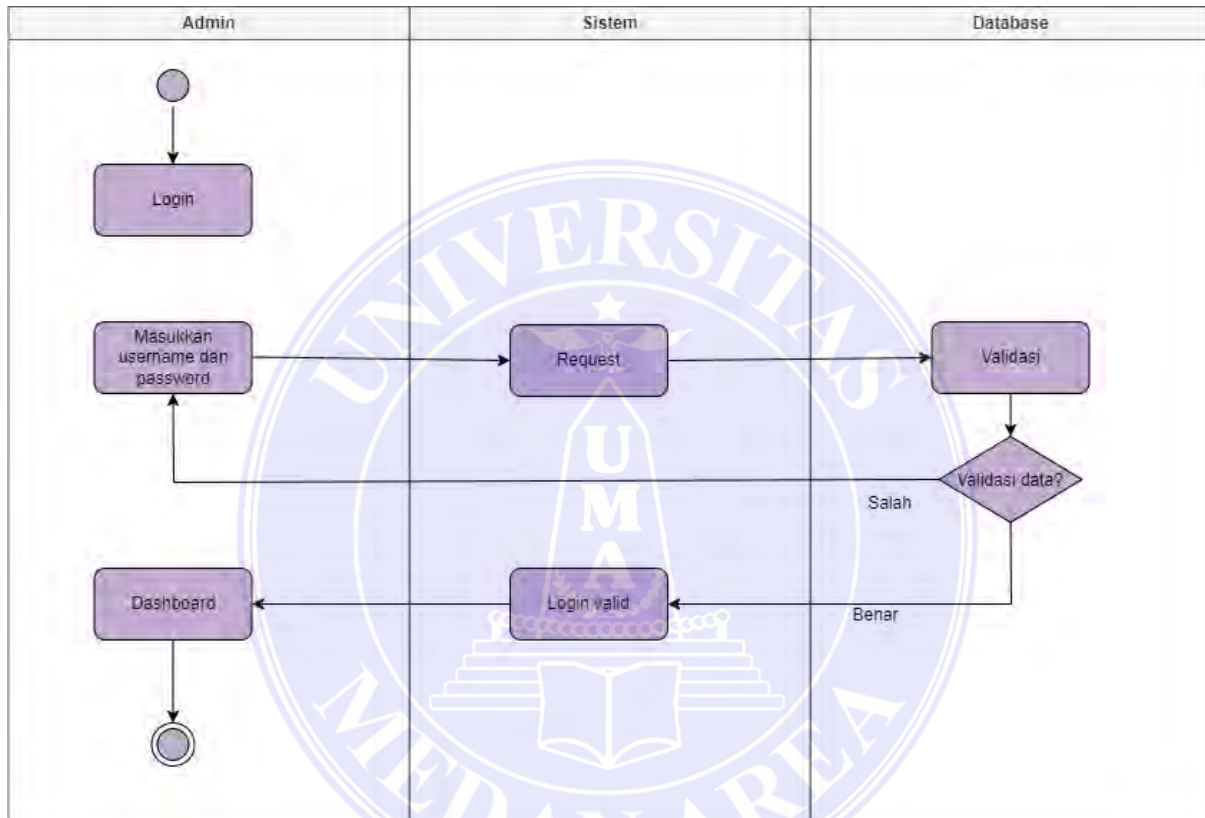 Admin
Sistem
Database
Login
Masukkan
username dan
password
Request
Validasi
Validasi data?
Salah
Dashboard
Login valid
Benar
UNIVERSITAS
MEDAN AREA
U
M
A